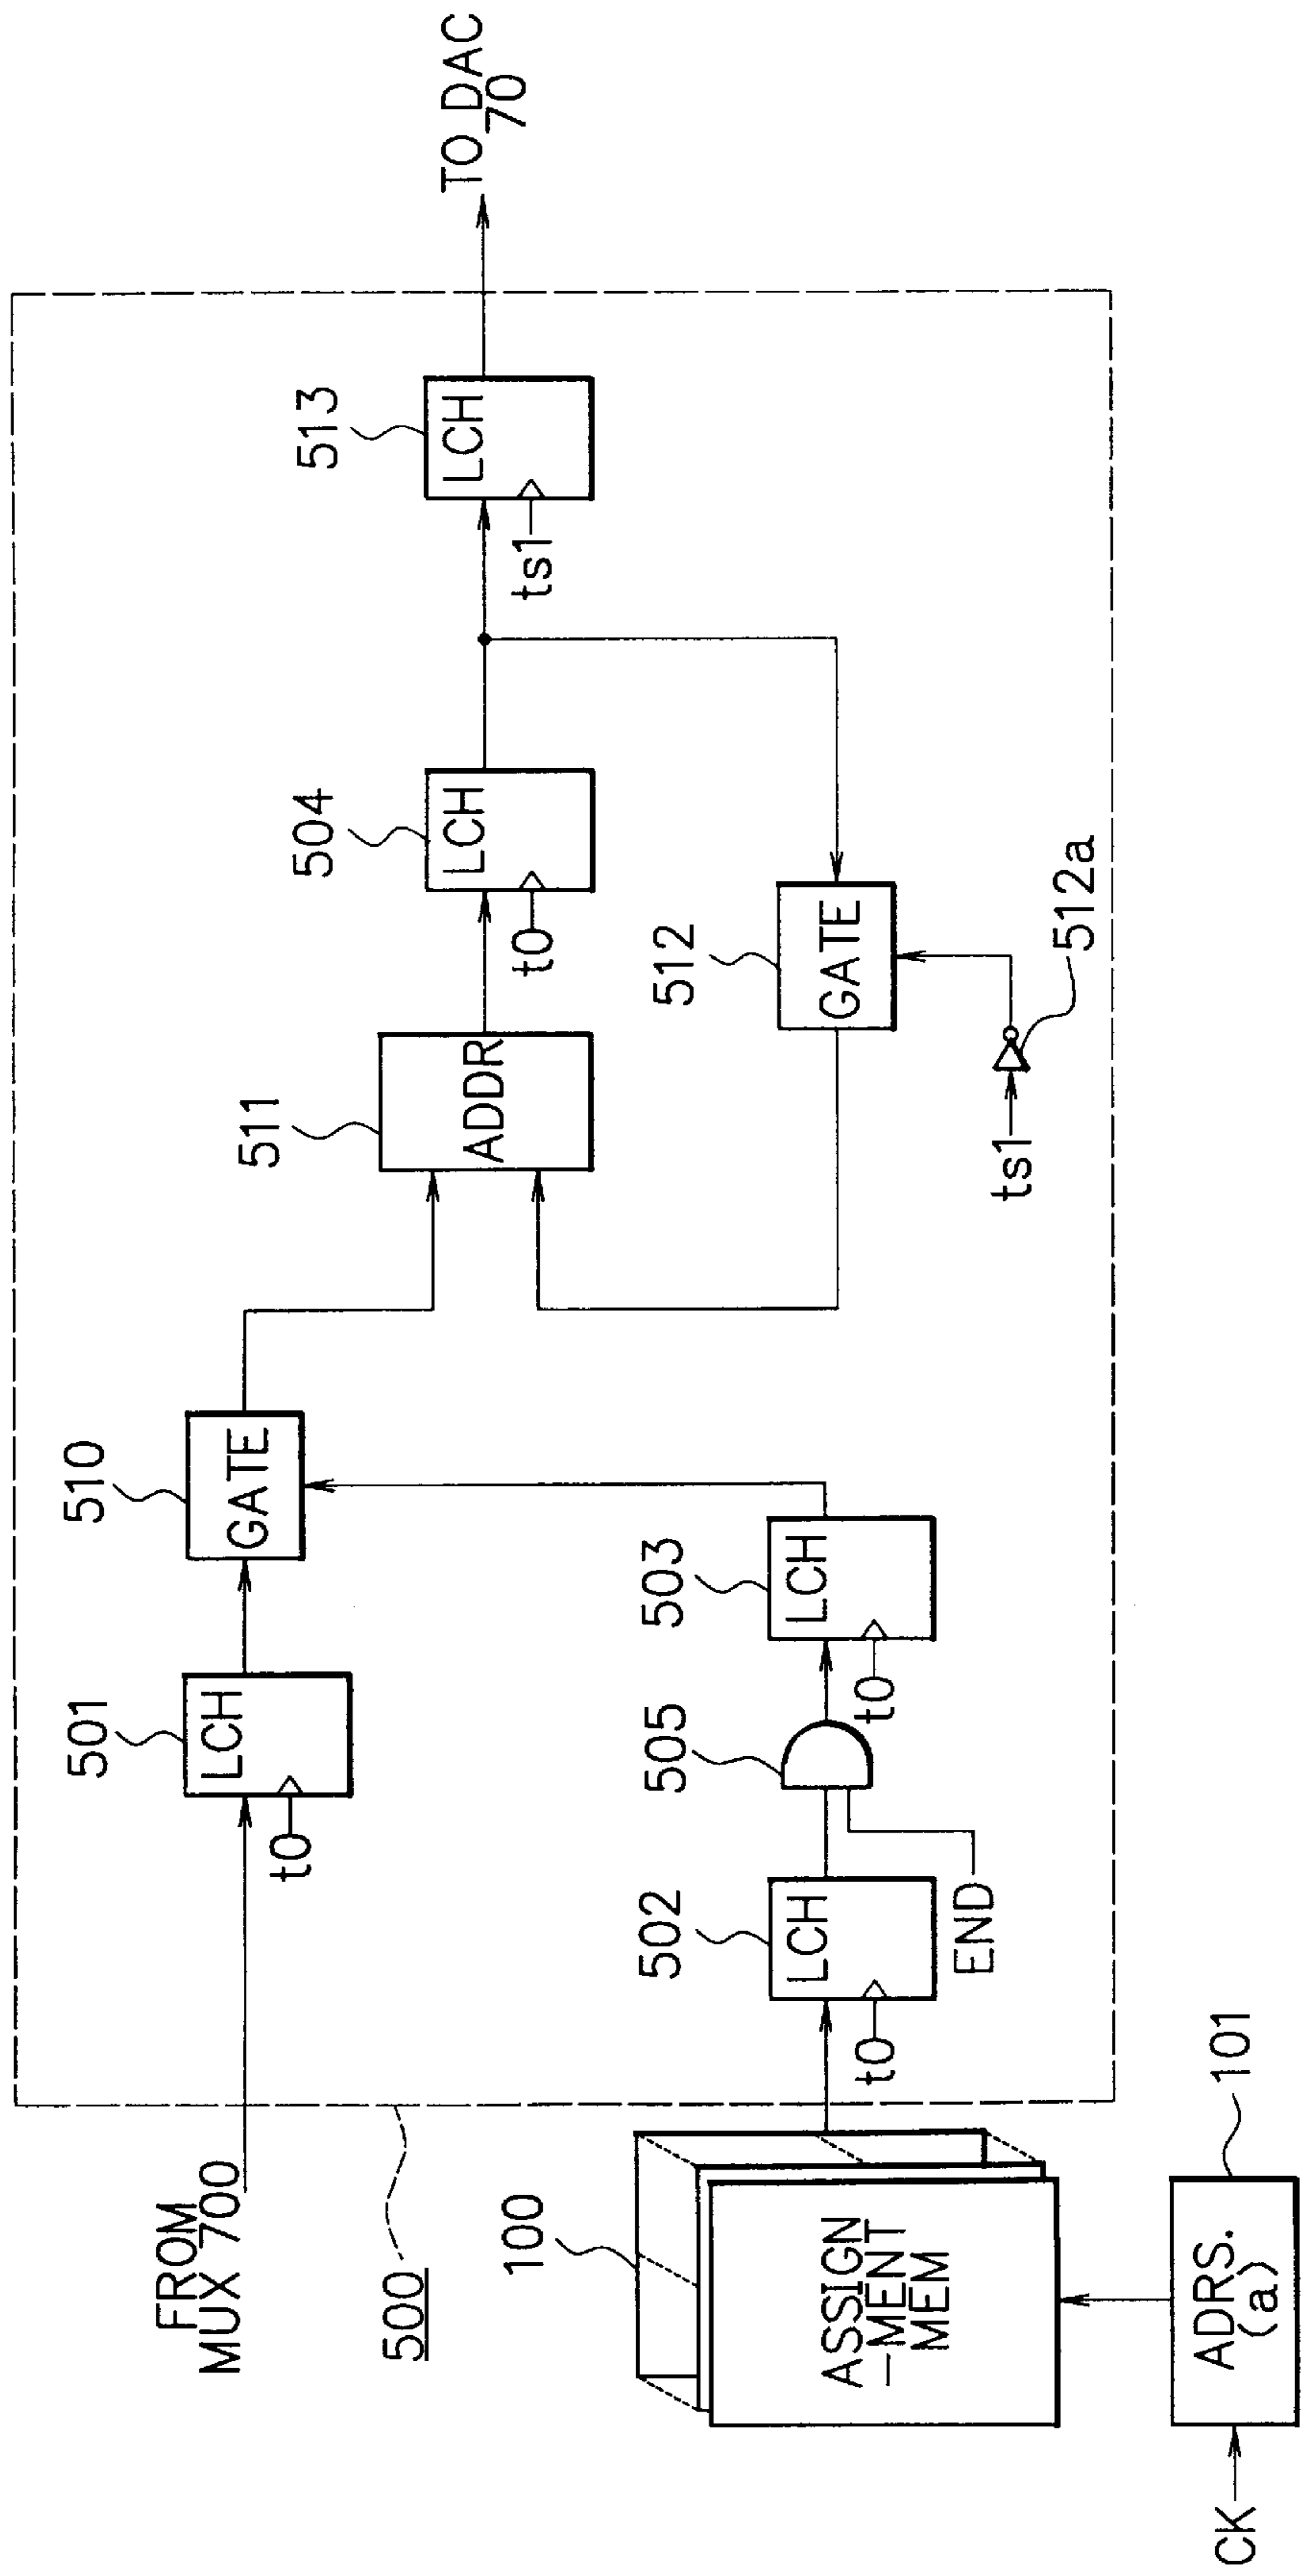 FROM
MUX 700
500
501
LCH
t0
510
GATE
511
ADDR
504
LCH
t0
513
LCH
ts1
TO DAC
70
512
GATE
ts1
512a
100
ASSIGN
-MENT
MEM
502
LCH
t0
END
505
503
LCH
t0
CK
ADRS.
(a)
101